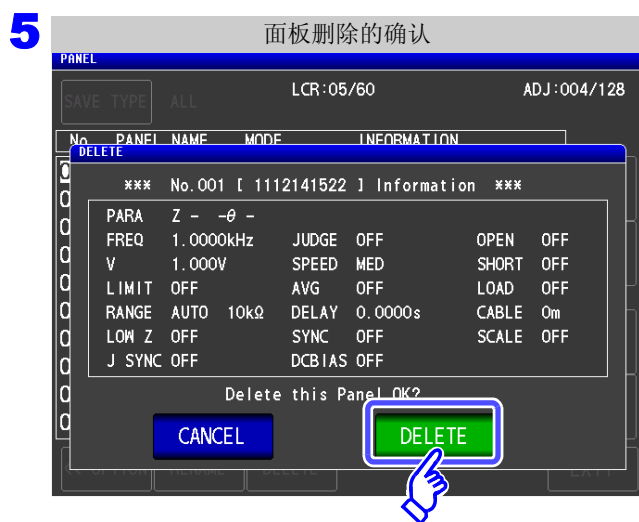 5
面板删除的确认
PANEL
SAVE TYPE ALL LCR:05/60 ADJ:004/128
No. PANEL NAME MODE INFORMATION
DELETE
*** No.001 [ 1112141522 ] Information ***
PARA Z - -θ -
FREQ 1.0000kHz JUDGE OFF OPEN OFF
V 1.000V SPEED MED SHORT OFF
LIMIT OFF AVG OFF LOAD OFF
RANGE AUTO 10kΩ DELAY 0.0000s CABLE 0m
LOW Z OFF SYNC OFF SCALE OFF
J SYNC OFF DCBIAS OFF
Delete this Panel OK?
CANCEL DELETE
EXIT